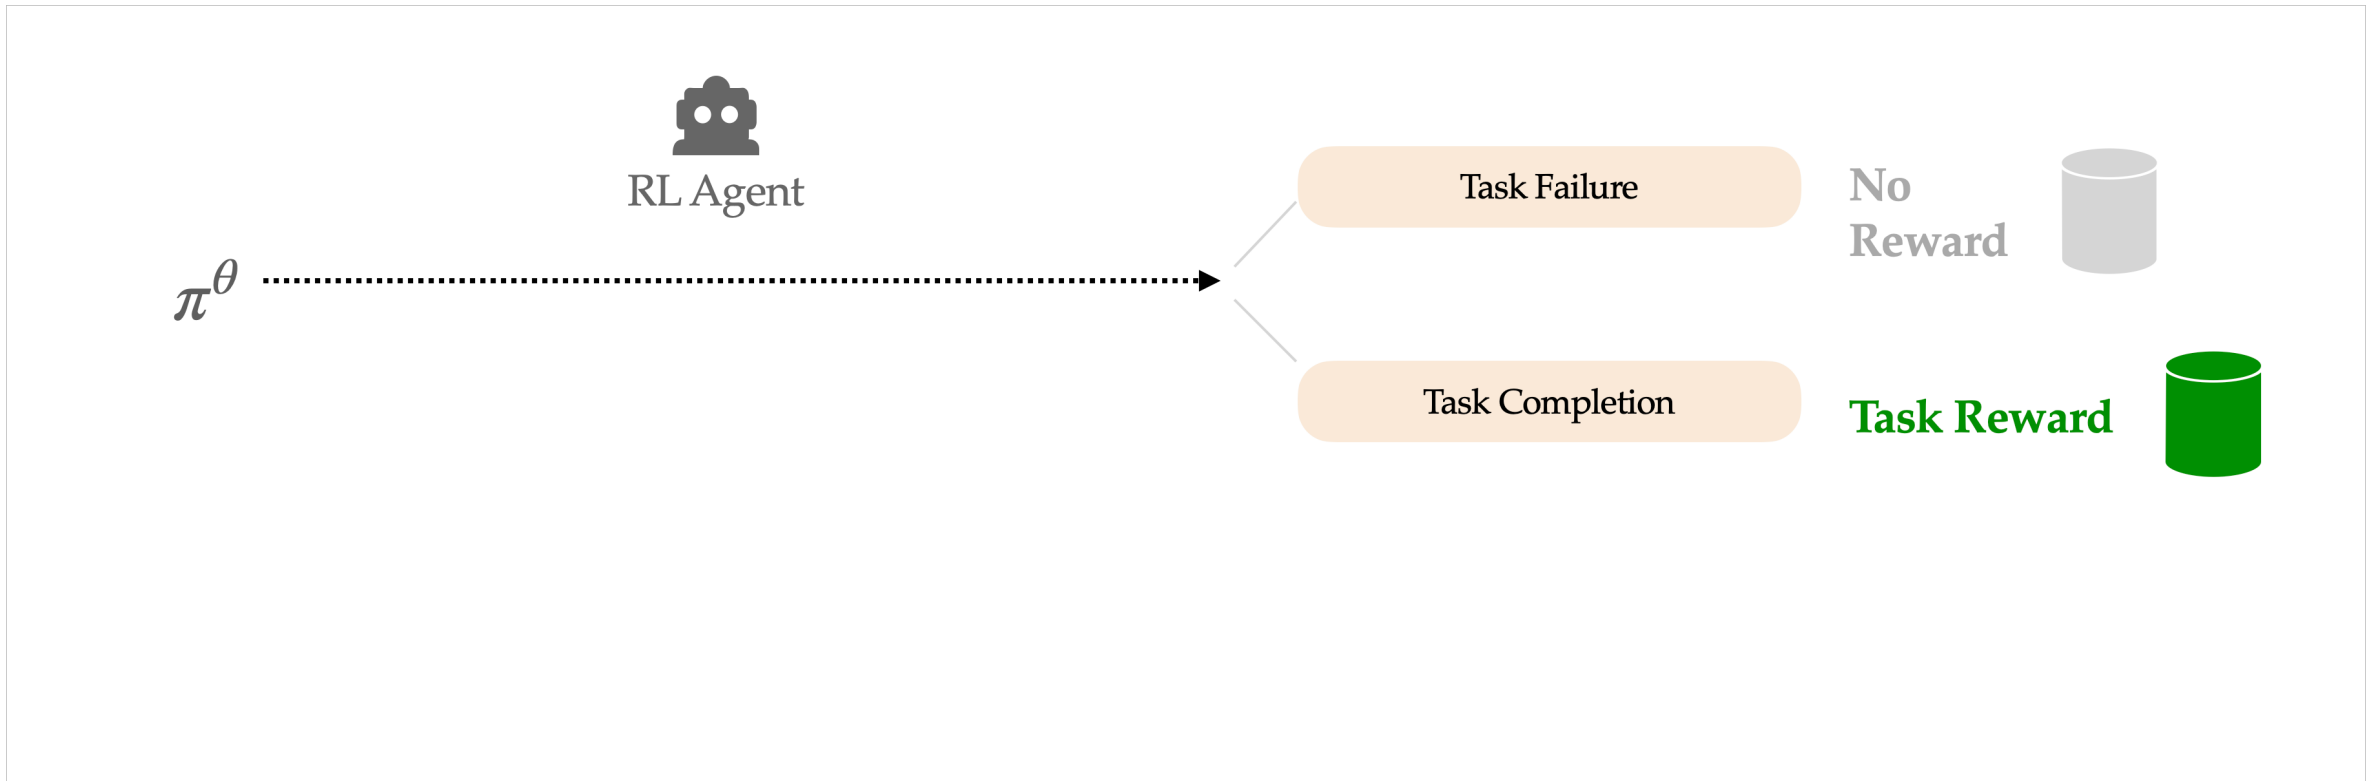 RL Agent
π^θ
Task Failure
No
Reward
Task Completion
Task Reward